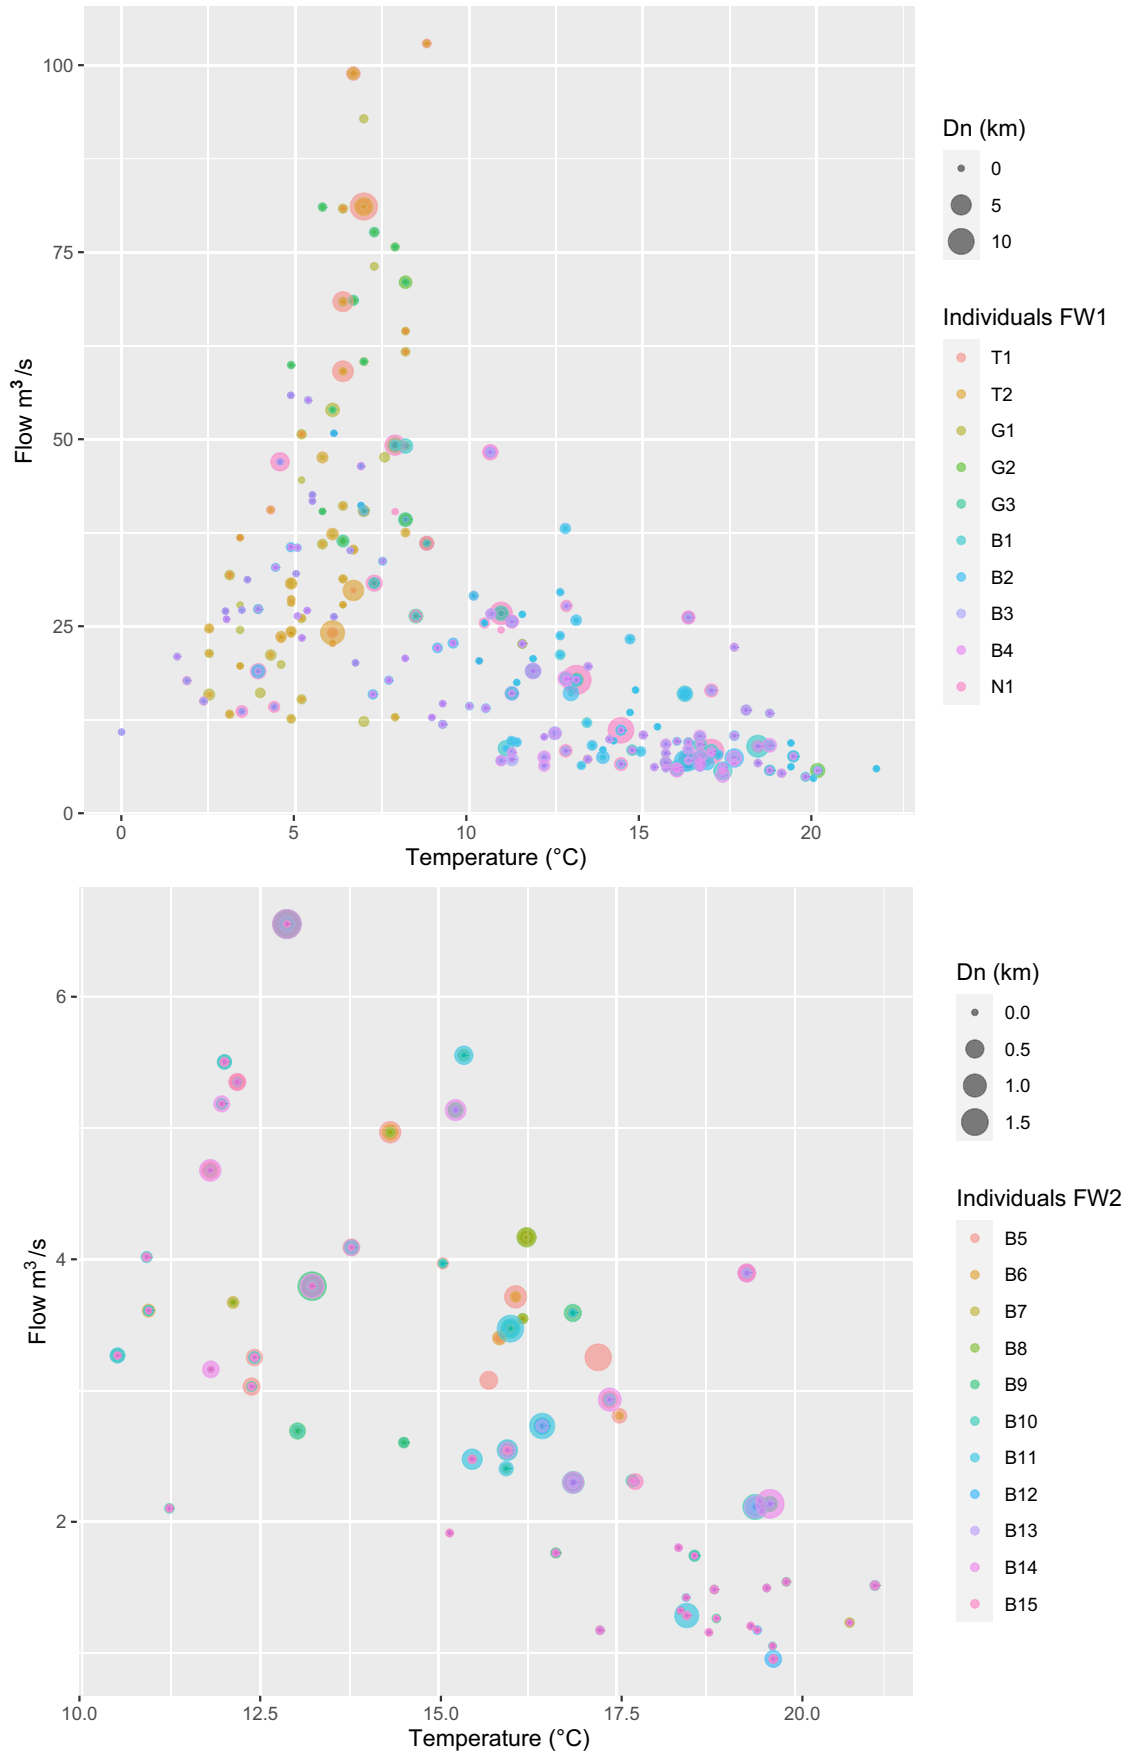 100
75
50
25
0
Flow m³/s
0
5
10
15
20
Temperature (°C)
Dn (km)
0
5
10
Individuals FW1
T1
T2
G1
G2
G3
B1
B2
B3
B4
N1
6
4
2
Flow m³/s
10.0
12.5
15.0
17.5
20.0
Temperature (°C)
Dn (km)
0.0
0.5
1.0
1.5
Individuals FW2
B5
B6
B7
B8
B9
B10
B11
B12
B13
B14
B15